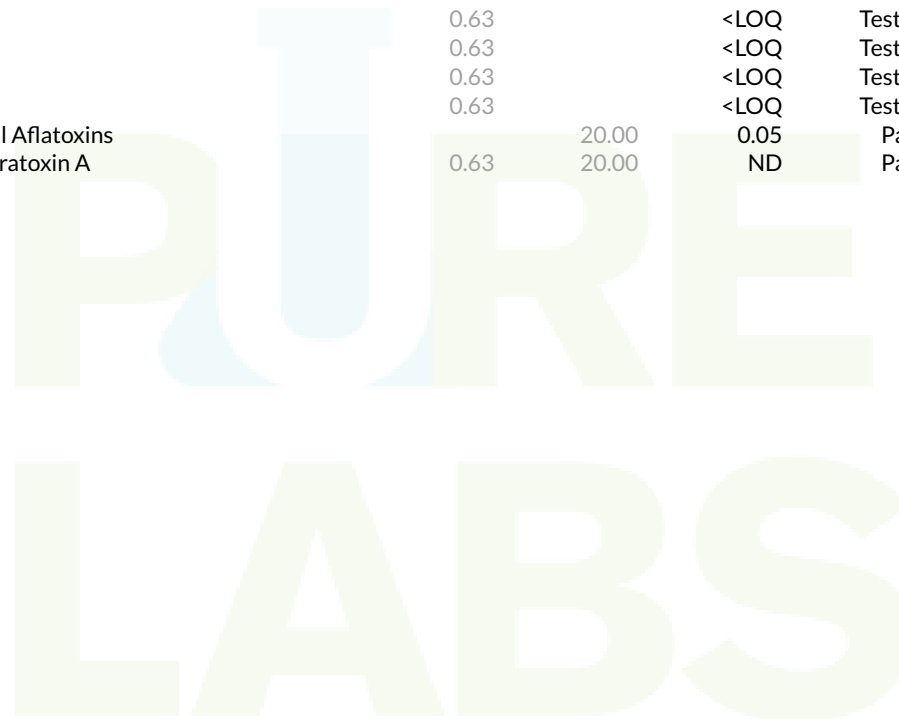 0.63 <LOQ Test
0.63 <LOQ Test
0.63 <LOQ Test
0.63 <LOQ Test
l Aflatoxins 20.00 0.05 Pa
ratoxin A 0.63 20.00 ND Pa
PURE
LABS